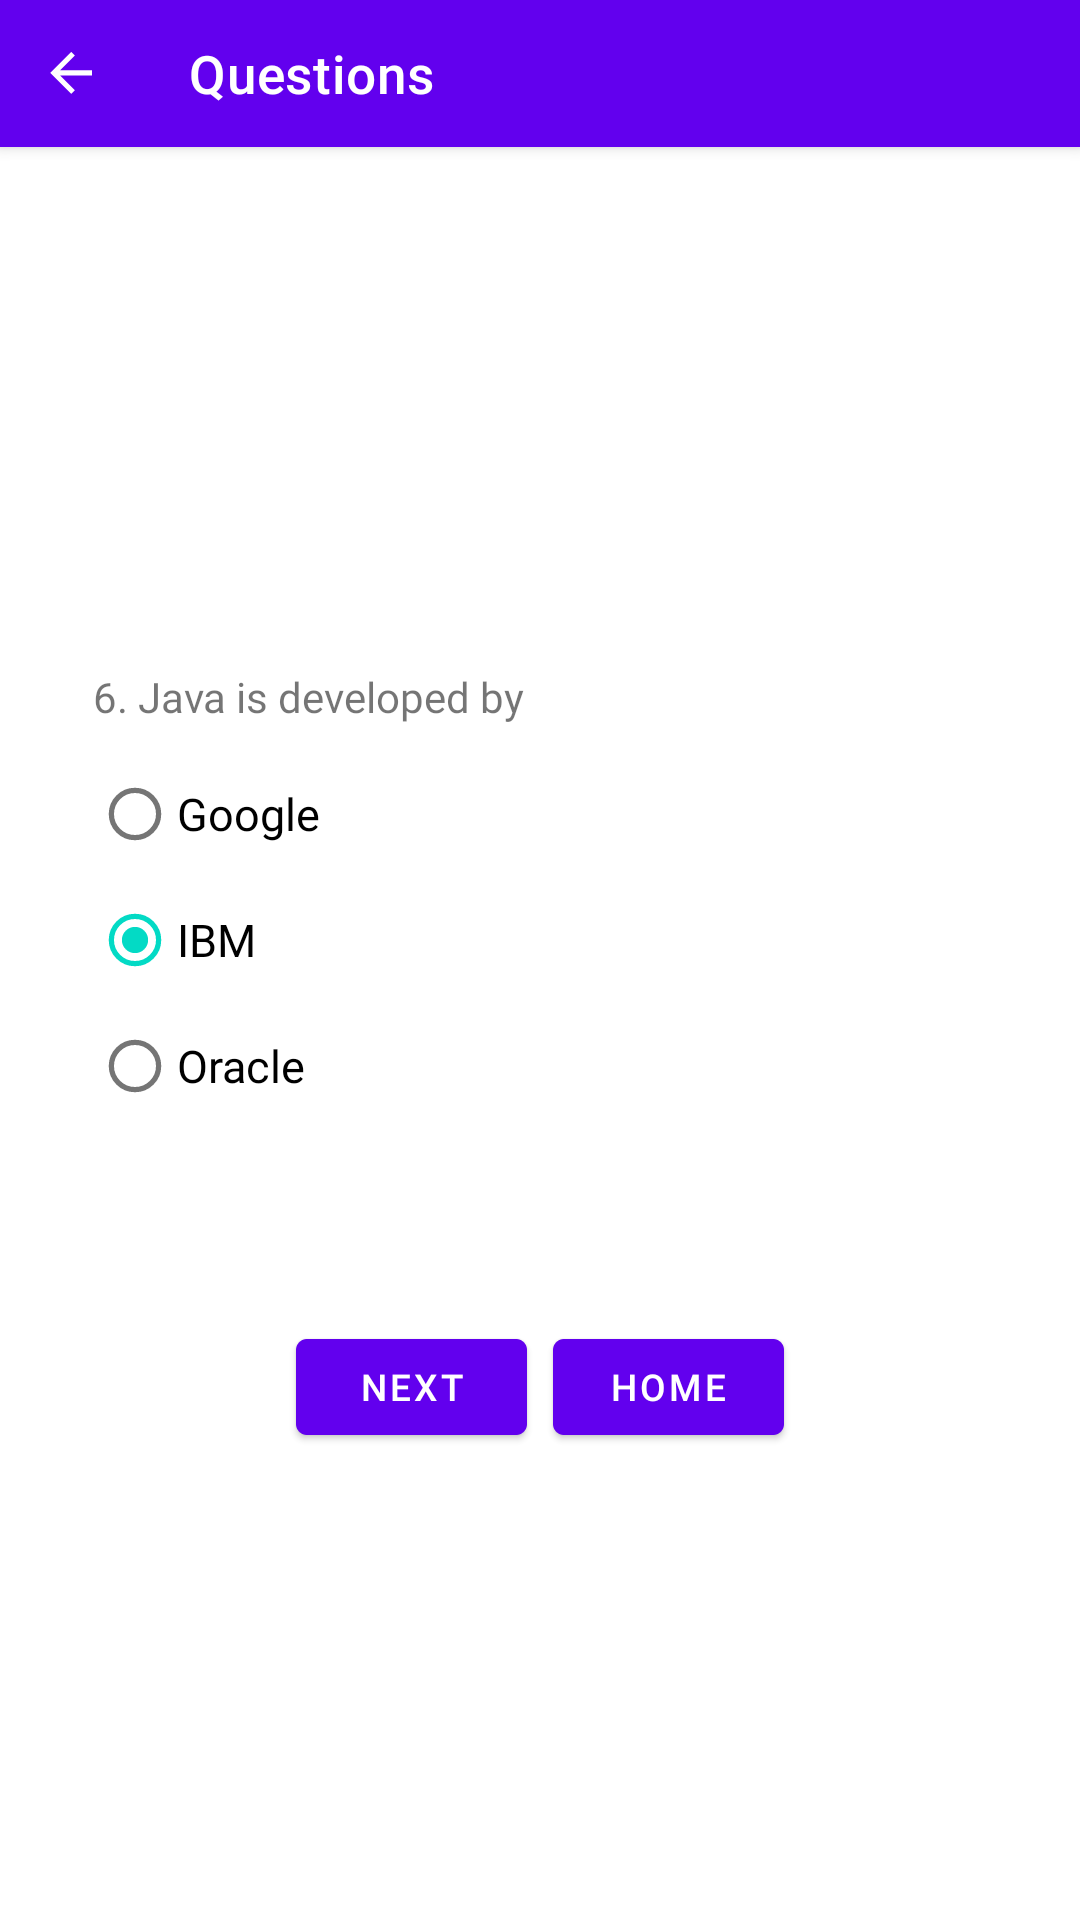 Questions
6. Java is developed by
Google
IBM
Oracle
NEXT HOME